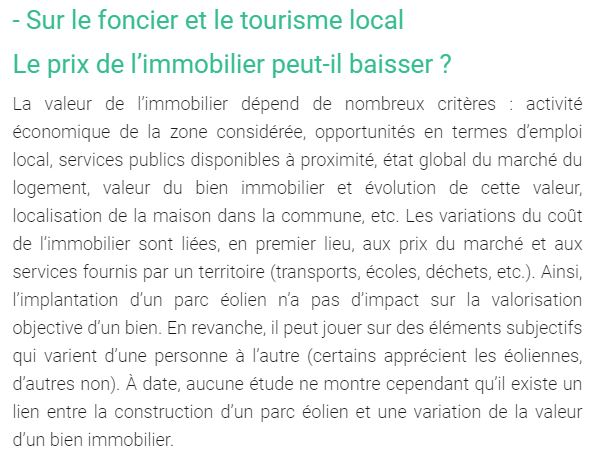 - Sur le foncier et le tourisme local
Le prix de l’immobilier peut-il baisser ?
La valeur de l’immobilier dépend de nombreux critères : activité
économique de la zone considérée, opportunités en termes d’emploi
local, services publics disponibles à proximité, état global du marché du
logement, valeur du bien immobilier et évolution de cette valeur,
localisation de la maison dans la commune, etc. Les variations du coût
de l’immobilier sont liées, en premier lieu, aux prix du marché et aux
services fournis par un territoire (transports, écoles, déchets, etc.). Ainsi,
l’implantation d’un parc éolien n’a pas d’impact sur la valorisation
objective d’un bien. En revanche, il peut jouer sur des éléments subjectifs
qui varient d’une personne à l’autre (certains apprécient les éoliennes,
d’autres non). À date, aucune étude ne montre cependant qu’il existe un
lien entre la construction d’un parc éolien et une variation de la valeur
d’un bien immobilier.